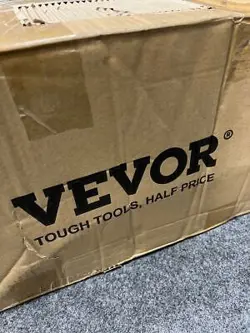 VEVOR®
TOUGH TOOLS, HALF PRICE